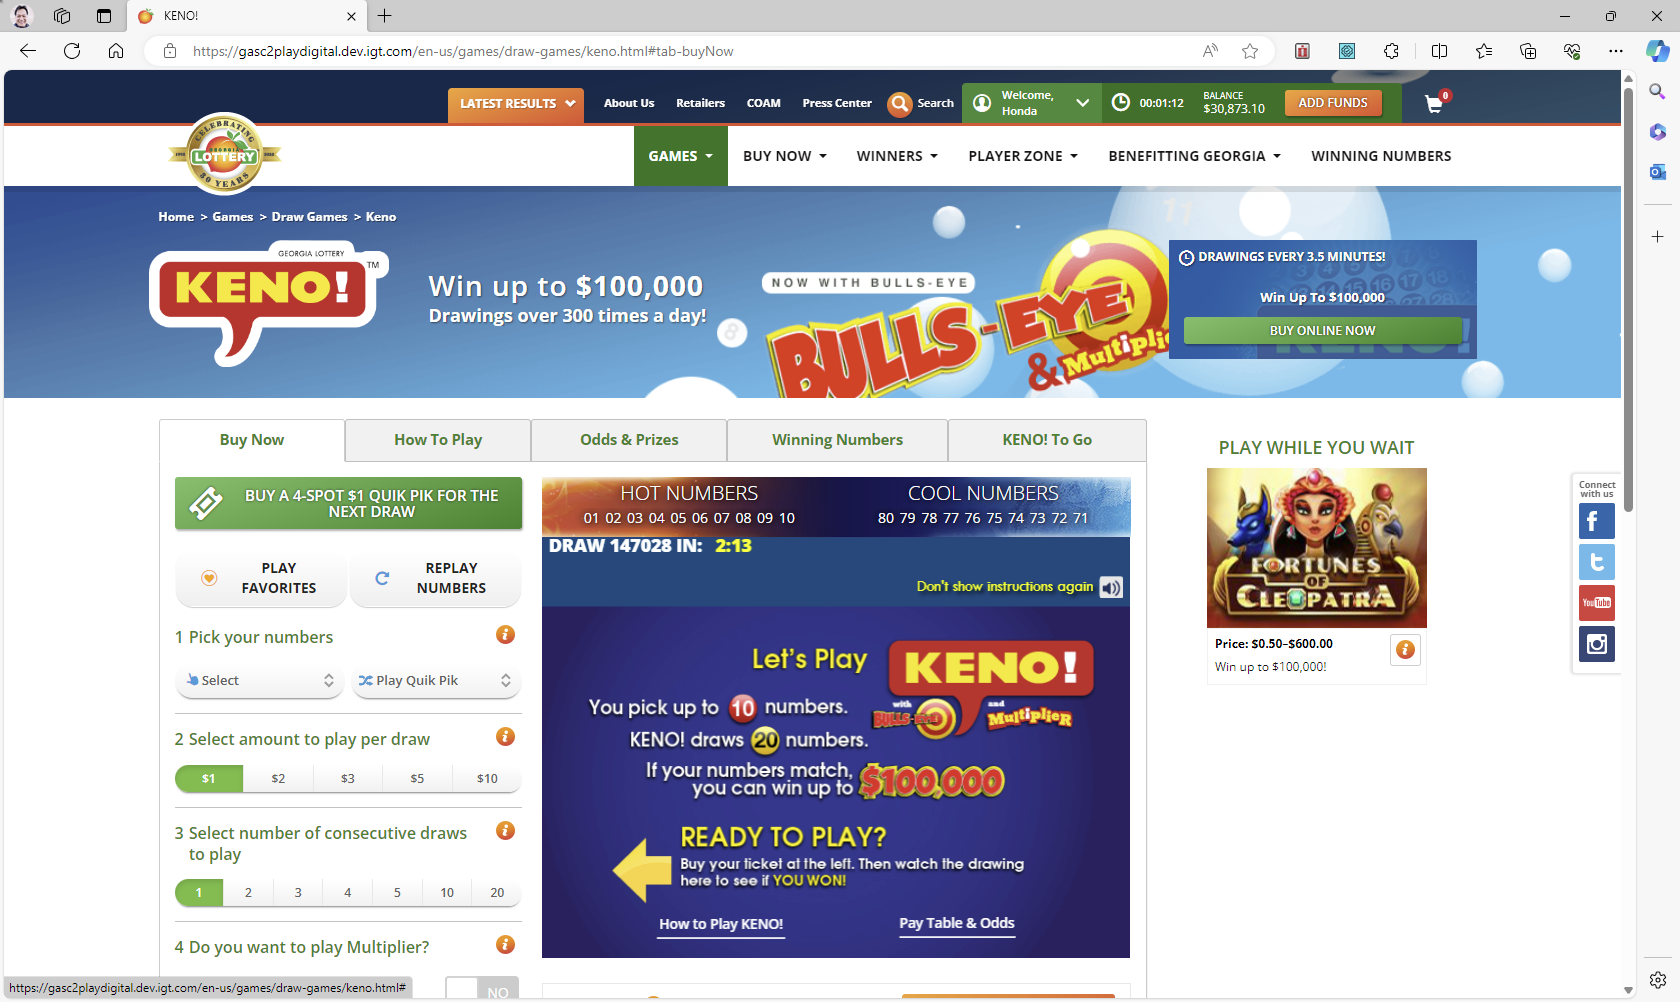 KENO!
https://gasc2playdigital.dev.igt.com/en-us/games/draw-games/keno.html#tab-buyNow
LATEST RESULTS
About Us
Retailers
COAM
Press Center
Search
Welcome,
Honda
00:01:12
BALANCE
$30,873.10
ADD FUNDS
0
CELEBRATING
GEORGIA
LOTTERY
30 YEARS
GAMES
BUY NOW
WINNERS
PLAYER ZONE
BENEFITTING GEORGIA
WINNING NUMBERS
Home > Games > Draw Games > Keno
GEORGIA LOTTERY
KENO!
TM
Win up to $100,000
Drawings over 300 times a day!
8
11
NOW WITH BULLS-EYE
BULLS-EYE
& Multiplie
DRAWINGS EVERY 3.5 MINUTES!
Win Up To $100,000
BUY ONLINE NOW
Buy Now
How To Play
Odds & Prizes
Winning Numbers
KENO! To Go
BUY A 4-SPOT $1 QUIK PIK FOR THE
NEXT DRAW
PLAY
FAVORITES
REPLAY
NUMBERS
1 Pick your numbers
Select
Play Quik Pik
2 Select amount to play per draw
$1
$2
$3
$5
$10
3 Select number of consecutive draws
to play
1
2
3
4
5
10
20
4 Do you want to play Multiplier?
NO
HOT NUMBERS
01 02 03 04 05 06 07 08 09 10
COOL NUMBERS
80 79 78 77 76 75 74 73 72 71
DRAW 147028 IN: 2:13
Don't show instructions again
Let's Play
KENO!
with
BULLS-EYE
and
Multiplier
You pick up to 10 numbers.
KENO! draws 20 numbers.
If your numbers match,
you can win up to $100,000
READY TO PLAY?
Buy your ticket at the left. Then watch the drawing
here to see if YOU WON!
How to Play KENO!
Pay Table & Odds
PLAY WHILE YOU WAIT
FORTUNES
OF
CLEOPATRA
Price: $0.50–$600.00
Win up to $100,000!
Connect
with us
YouTube
https://gasc2playdigital.dev.igt.com/en-us/games/draw-games/keno.html#